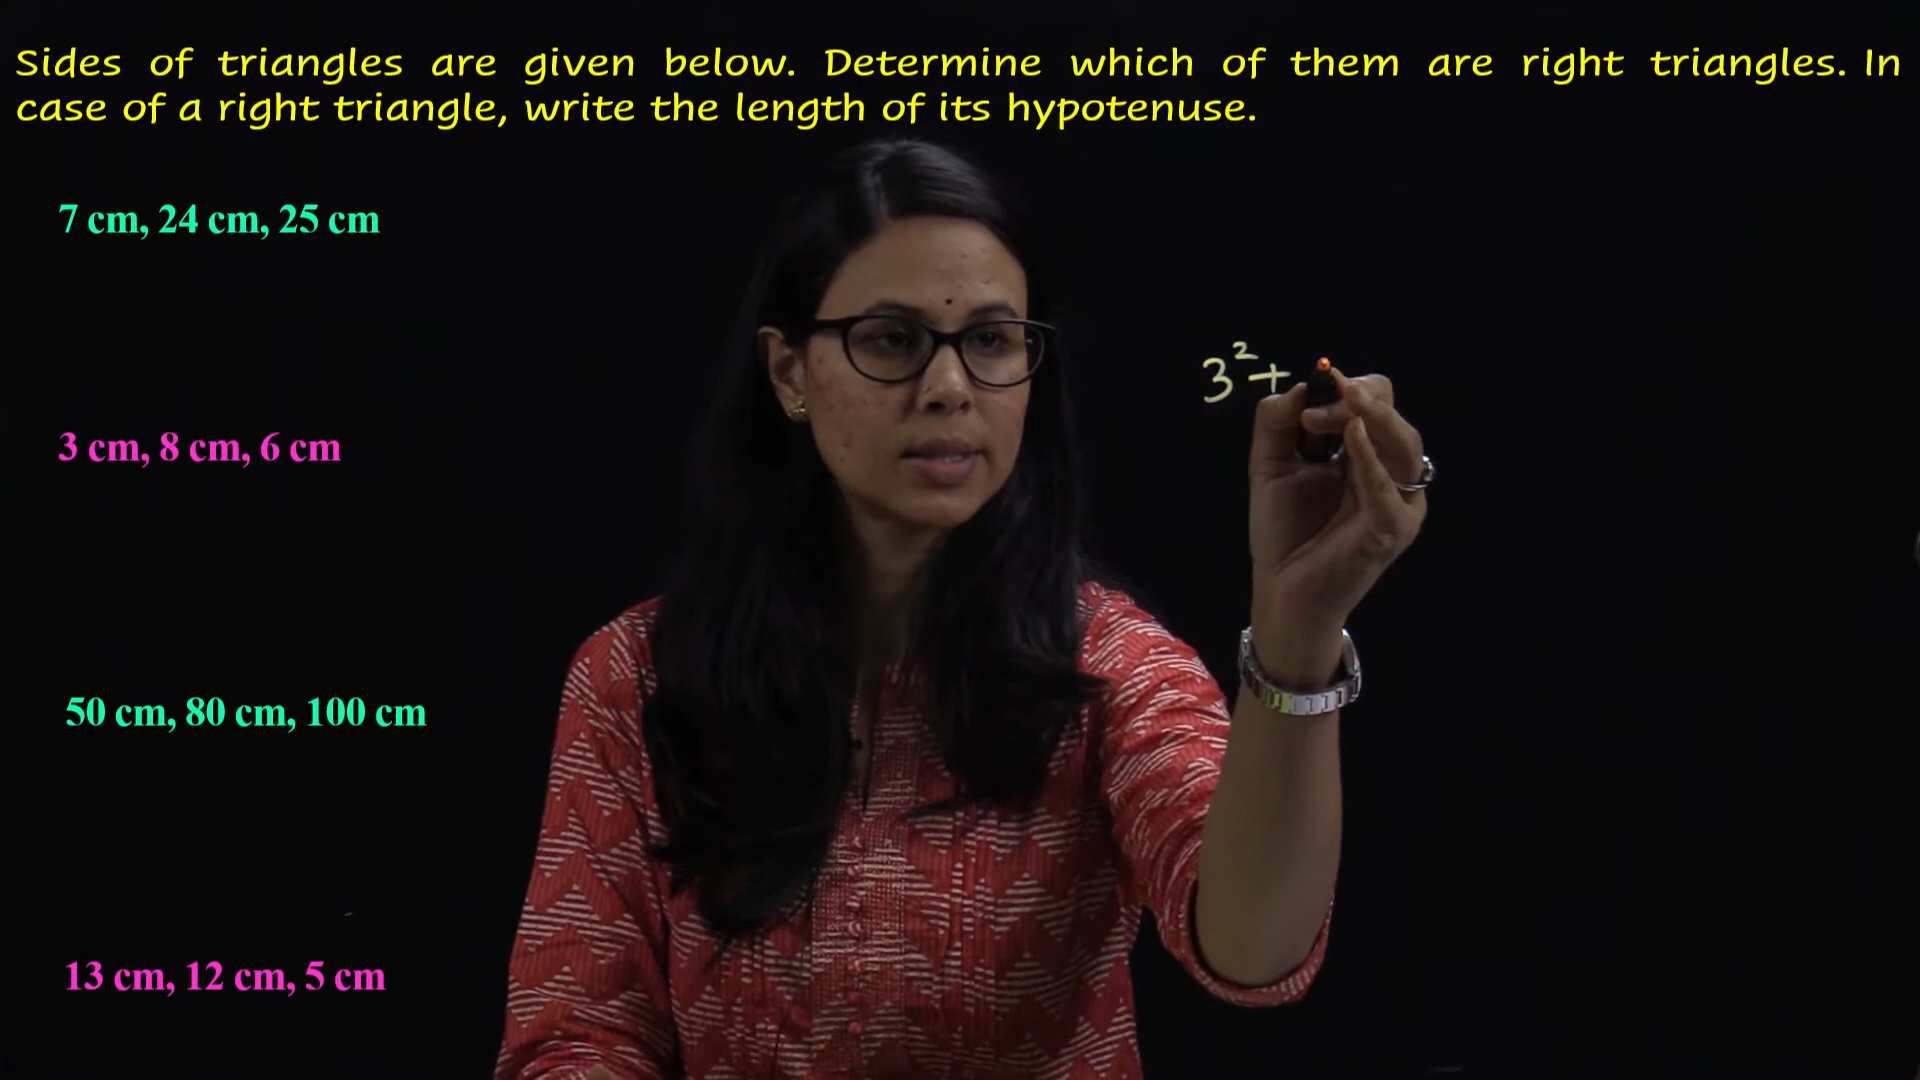 Sides of triangles are given below. Determine which of them are right triangles. In
case of a right triangle, write the length of its hypotenuse.
7 cm, 24 cm, 25 cm
3² +
3 cm, 8 cm, 6 cm
50 cm, 80 cm, 100 cm
13 cm, 12 cm, 5 cm